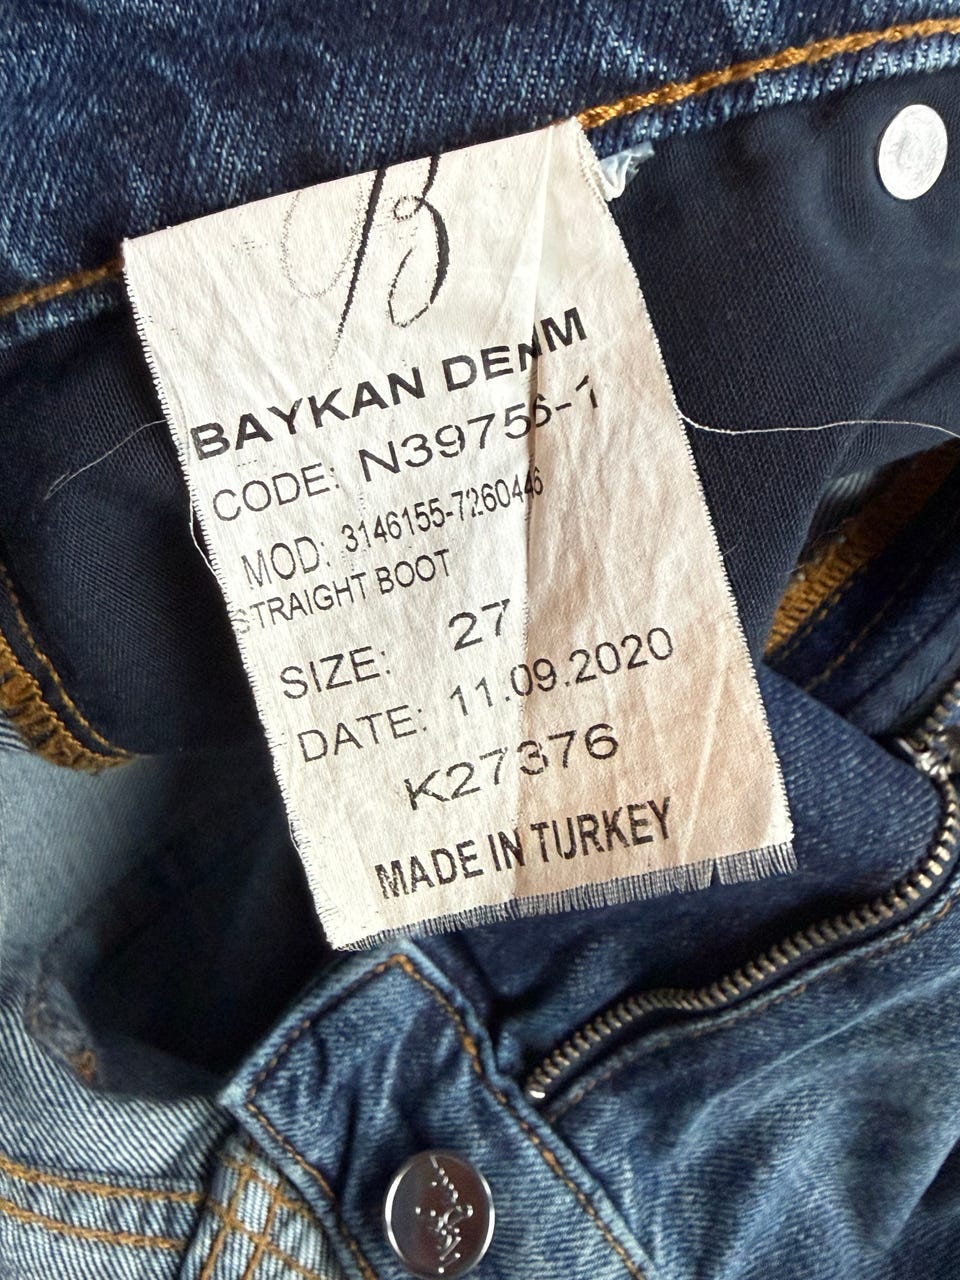 B
BAYKAN DENIM
CODE: N39756-1
MOD: 3146155-7260446
STRAIGHT BOOT
SIZE: 27
DATE: 11.09.2020
K27376
MADE IN TURKEY